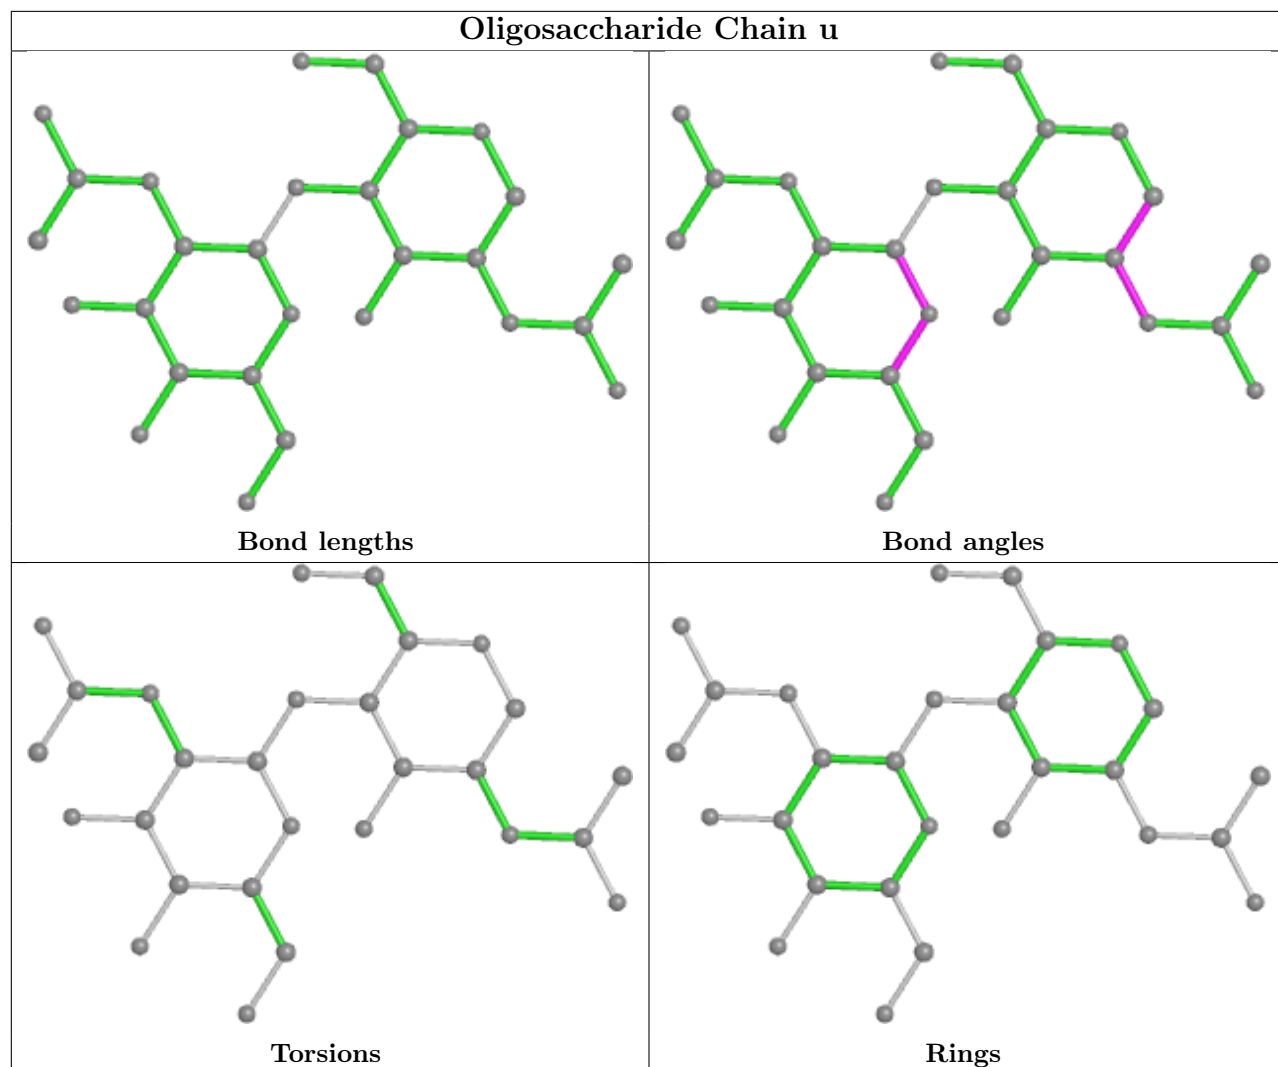 Oligosaccharide Chain u
Bond lengths
Bond angles
Torsions
Rings